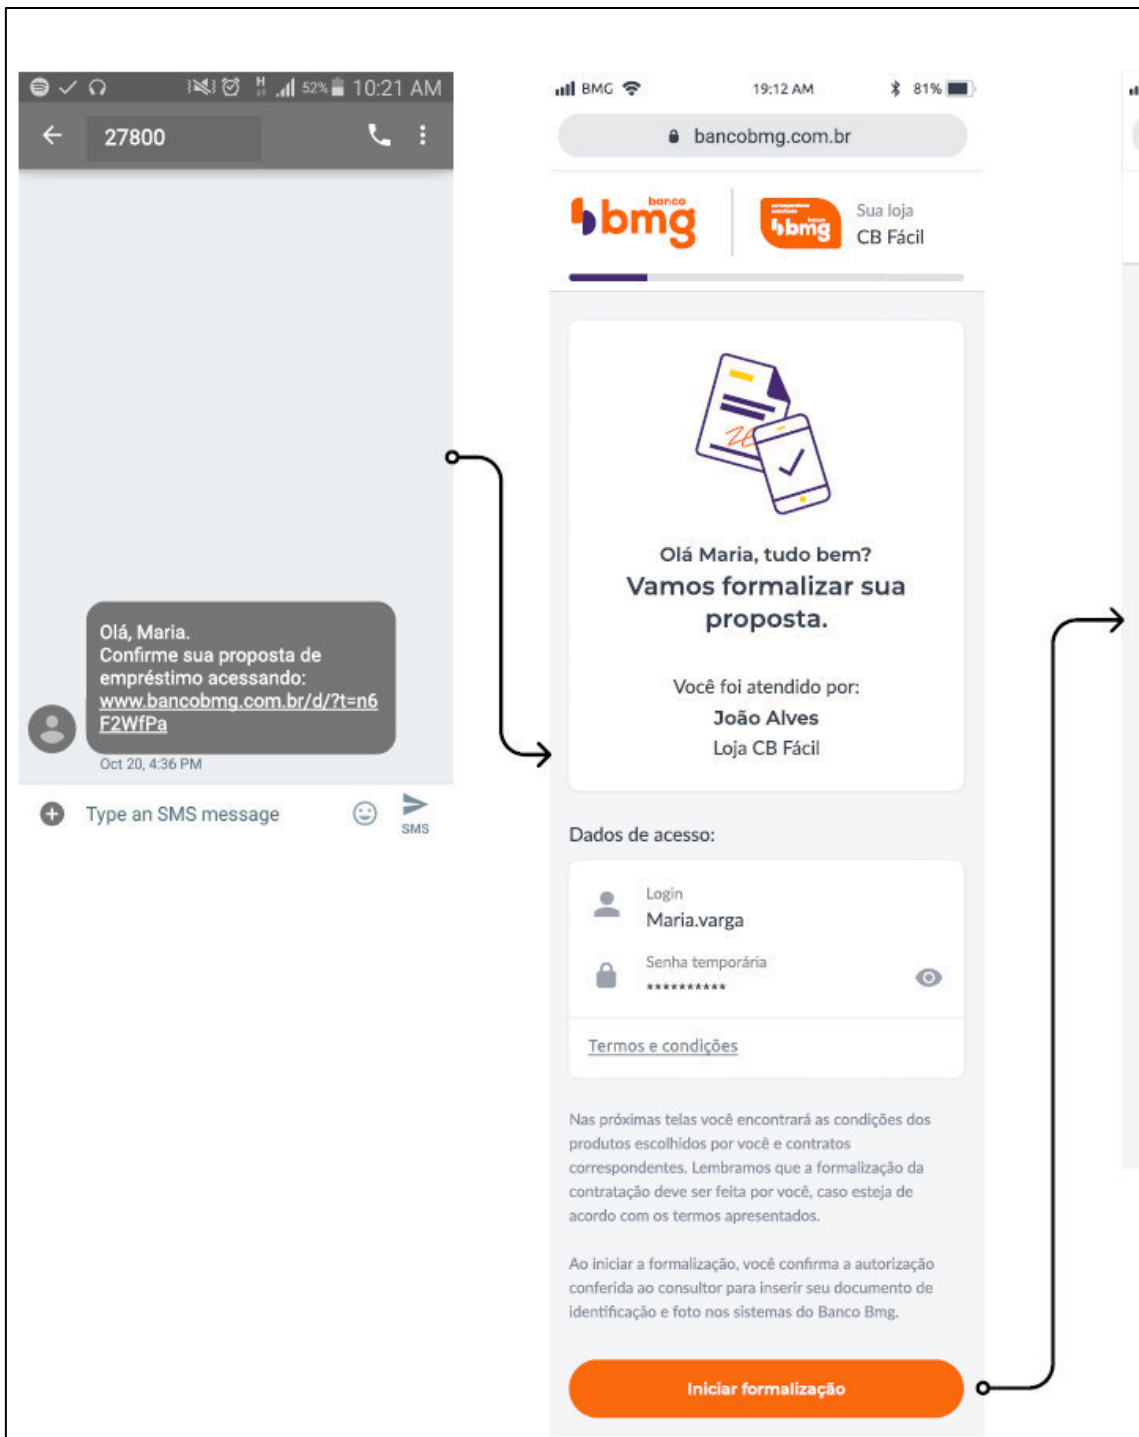 52% 10:21 AM
27800
Olá, Maria.
Confirme sua proposta de
empréstimo acessando:
www.bancobmg.com.br/d/?t=n6
F2WfPa
Oct 20, 4:36 PM
Type an SMS message
SMS
BMG 19:12 AM 81%
bancobmg.com.br
banco
bmg
banco
bmg
Sua loja
CB Fácil
Olá Maria, tudo bem?
Vamos formalizar sua
proposta.
Você foi atendido por:
João Alves
Loja CB Fácil
Dados de acesso:
Login
Maria.varga
Senha temporária
**********
Termos e condições
Nas próximas telas você encontrará as condições dos
produtos escolhidos por você e contratos
correspondentes. Lembramos que a formalização da
contratação deve ser feita por você, caso esteja de
acordo com os termos apresentados.
Ao iniciar a formalização, você confirma a autorização
conferida ao consultor para inserir seu documento de
identificação e foto nos sistemas do Banco Bmg.
Iniciar formalização